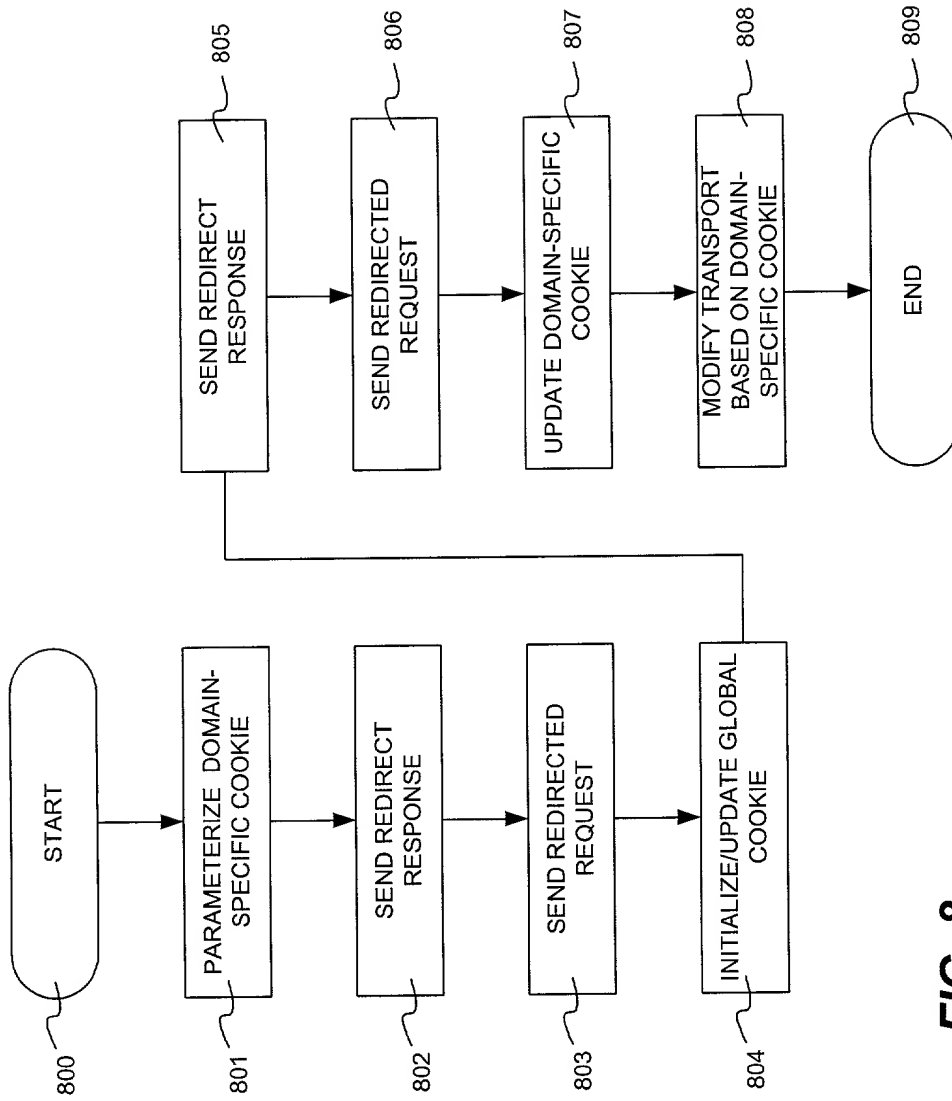 800
START
801
PARAMETERIZE DOMAIN-
SPECIFIC COOKIE
802
SEND REDIRECT
RESPONSE
803
SEND REDIRECTED
REQUEST
804
INITIALIZE/UPDATE GLOBAL
COOKIE
805
SEND REDIRECT
RESPONSE
806
SEND REDIRECTED
REQUEST
807
UPDATE DOMAIN-SPECIFIC
COOKIE
808
MODIFY TRANSPORT
BASED ON DOMAIN-
SPECIFIC COOKIE
809
END